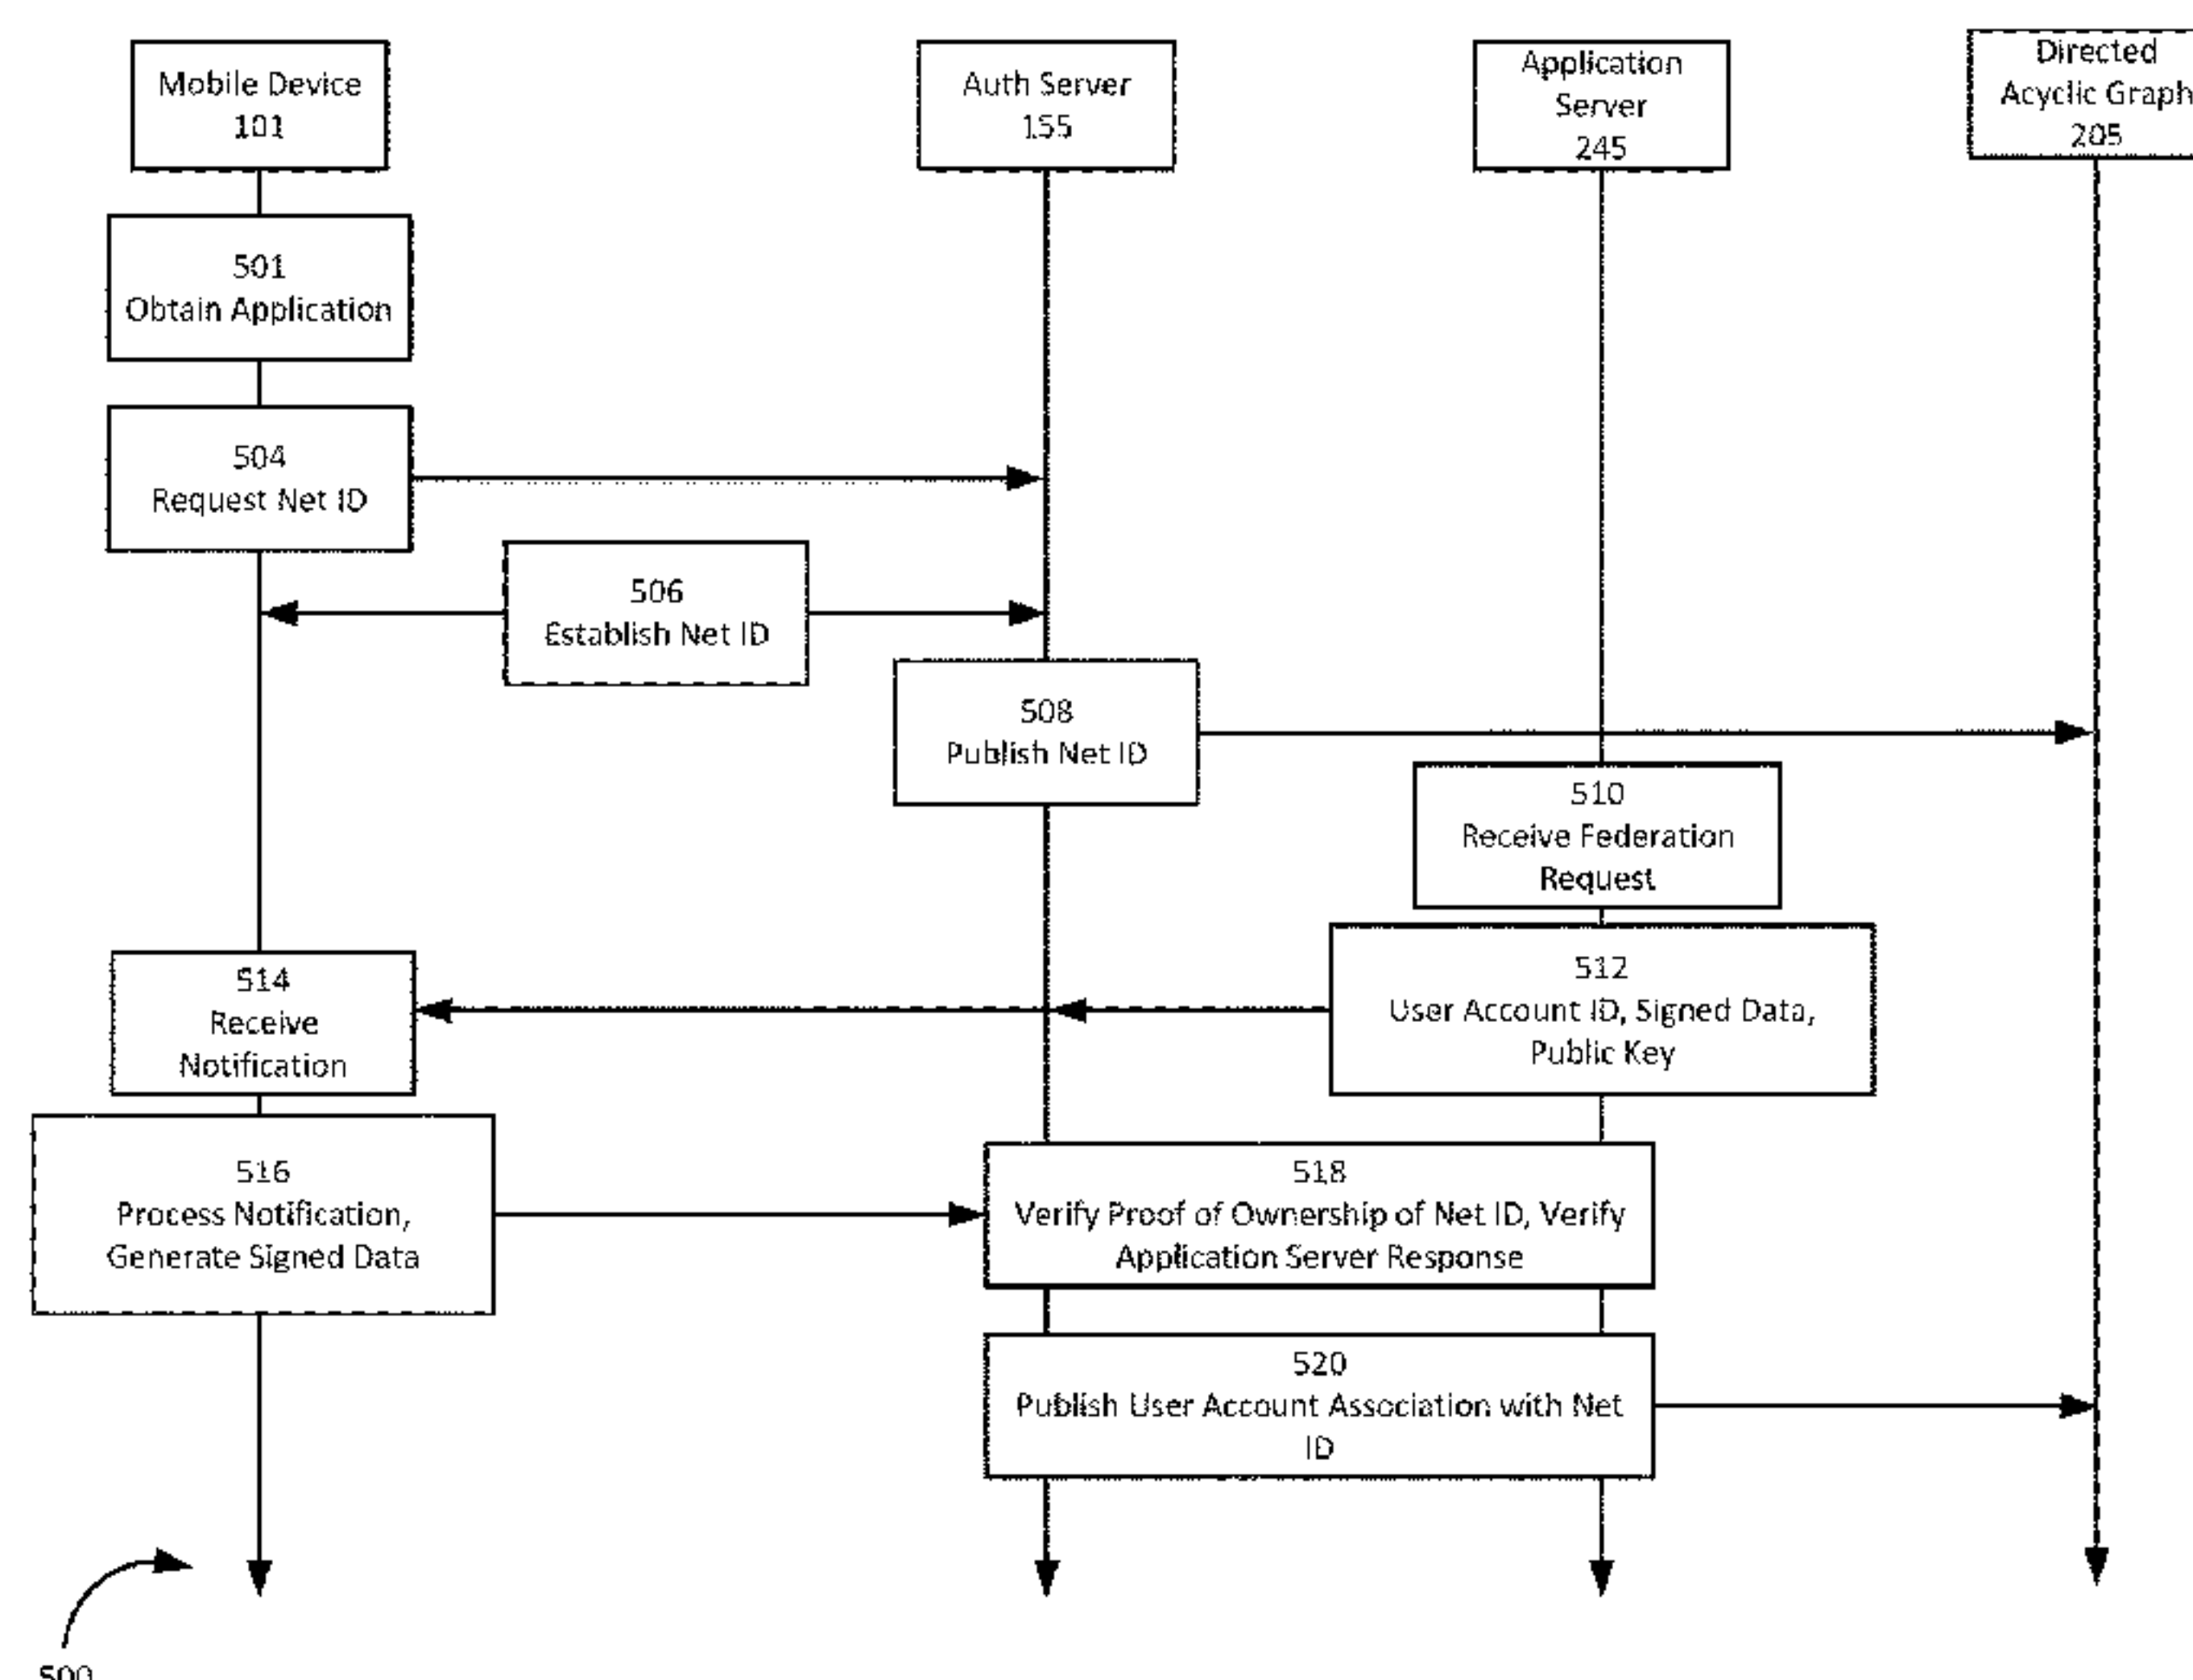 Mobile Device
101
Auth Server
155
Application
Server
245
Directed
Acyclic Graph
205
501
Obtain Application
504
Request Net ID
506
Establish Net ID
508
Publish Net ID
510
Receive Federation
Request
512
User Account ID, Signed Data,
Public Key
514
Receive
Notification
516
Process Notification,
Generate Signed Data
518
Verify Proof of Ownership of Net ID, Verify
Application Server Response
520
Publish User Account Association with Net
ID
500